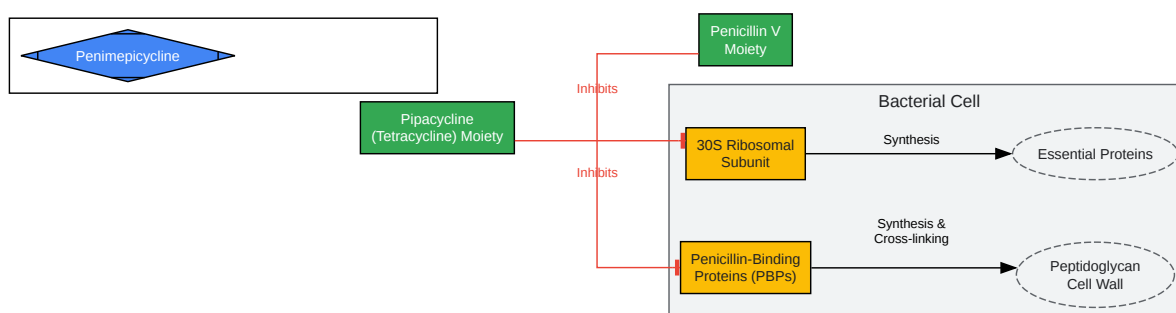 Penimepicycline
Penicillin V
Moiety
Inhibits
Pipacycline
(Tetracycline) Moiety
Inhibits
Bacterial Cell
30S Ribosomal
Subunit
Synthesis
Essential Proteins
Penicillin-Binding
Proteins (PBPs)
Synthesis &
Cross-linking
Peptidoglycan
Cell Wall